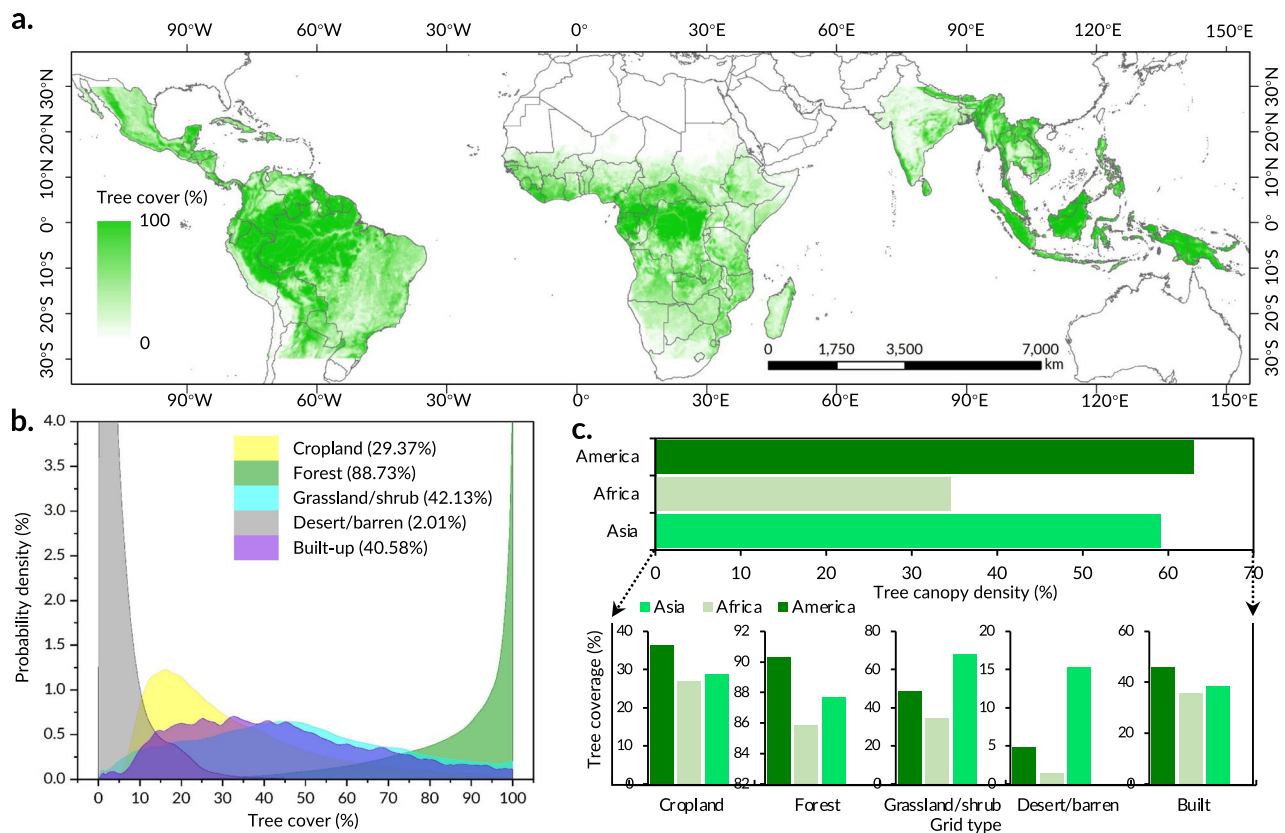 a.
90°W 60°W 30°W 0° 30°E 60°E 90°E 120°E 150°E
30°N 30°N
20°N 20°N
10°N 10°N
Tree cover (%)
100
0° 0°
10°S 10°S
20°S 20°S
0
30°S 30°S
0 1,750 3,500 7,000
km
90°W 60°W 30°W 0° 30°E 60°E 90°E 120°E 150°E
b.
4.0
3.5
3.0
2.5
2.0
1.5
1.0
0.5
0.0
Probability density (%)
Cropland (29.37%)
Forest (88.73%)
Grassland/shrub (42.13%)
Desert/barren (2.01%)
Built-up (40.58%)
0 10 20 30 40 50 60 70 80 90 100
Tree cover (%)
c.
America
Africa
Asia
0 10 20 30 40 50 60 70
Tree canopy density (%)
Asia Africa America
Tree coverage (%)
40
30
20
10
0
Cropland
92
90
88
86
84
82
Forest
80
60
40
20
0
Grassland/shrub
20
15
10
5
0
Desert/barren
60
40
20
0
Built
Grid type